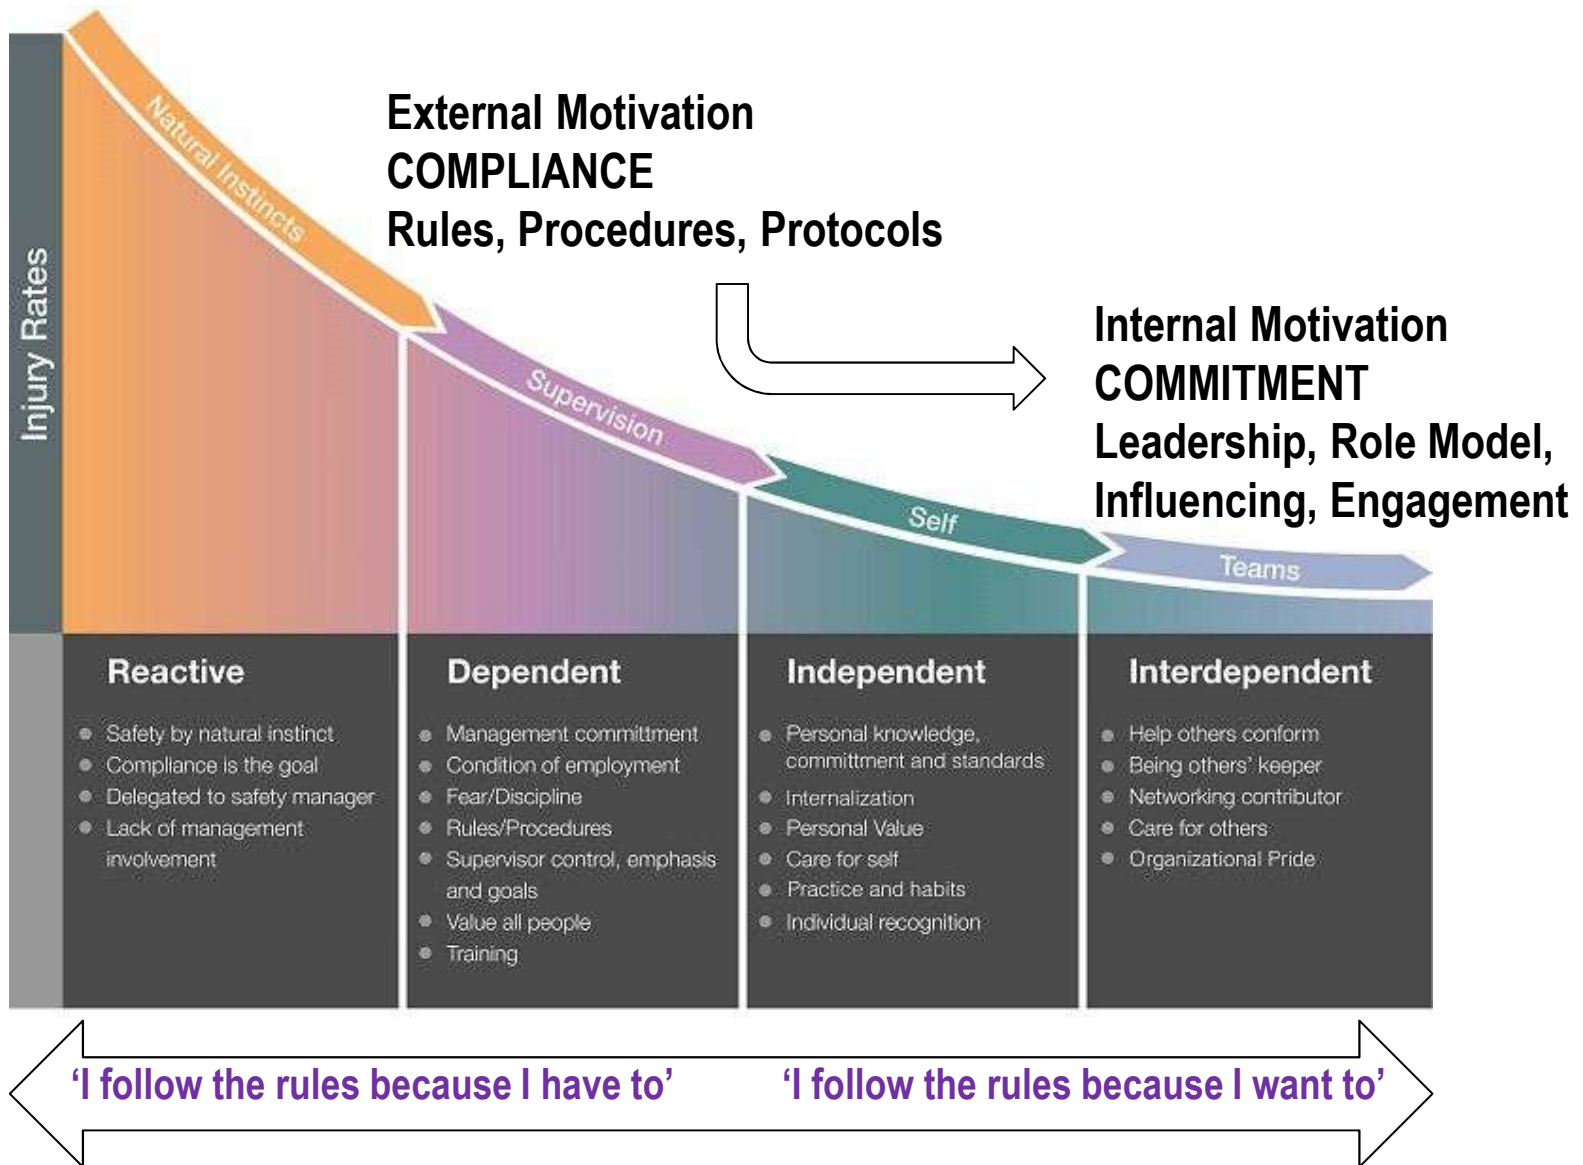 External Motivation
COMPLIANCE
Rules, Procedures, Protocols
Internal Motivation
COMMITMENT
Leadership, Role Model,
Influencing, Engagement
Injury Rates
Natural Instincts
Supervision
Self
Teams
Reactive
Safety by natural instinct
Compliance is the goal
Delegated to safety manager
Lack of management
involvement
Dependent
Management committment
Condition of employment
Fear/Discipline
Rules/Procedures
Supervisor control, emphasis
and goals
Value all people
Training
Independent
Personal knowledge,
committment and standards
Internalization
Personal Value
Care for self
Practice and habits
Individual recognition
Interdependent
Help others conform
Being others' keeper
Networking contributor
Care for others
Organizational Pride
‘I follow the rules because I have to’
‘I follow the rules because I want to’